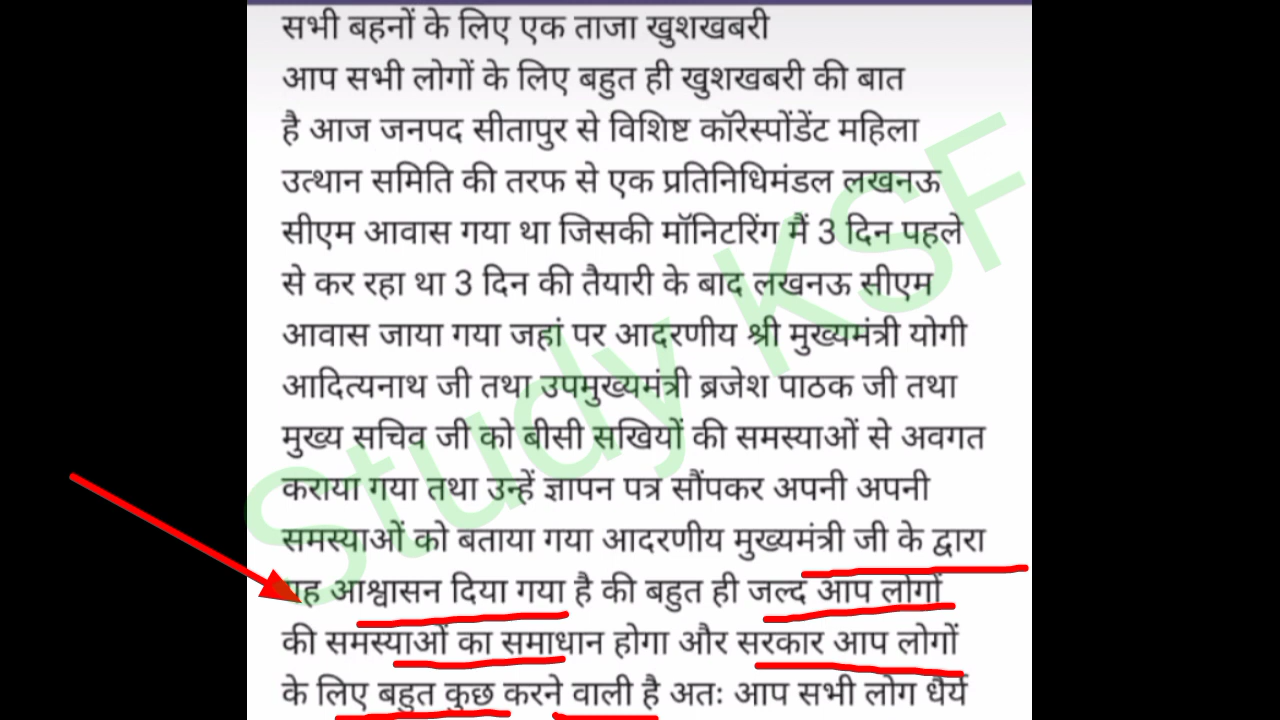 सभी बहनों के लिए एक ताजा खुशखबरी
आप सभी लोगों के लिए बहुत ही खुशखबरी की बात
है आज जनपद सीतापुर से विशिष्ट कॉरेस्पोंडेंट महिला
उत्थान समिति की तरफ से एक प्रतिनिधिमंडल लखनऊ
सीएम आवास गया था जिसकी मॉनिटरिंग मैं 3 दिन पहले
से कर रहा था 3 दिन की तैयारी के बाद लखनऊ सीएम
आवास जाया गया जहां पर आदरणीय श्री मुख्यमंत्री योगी
आदित्यनाथ जी तथा उपमुख्यमंत्री ब्रजेश पाठक जी तथा
मुख्य सचिव जी को बीसी सखियों की समस्याओं से अवगत
कराया गया तथा उन्हें ज्ञापन पत्र सौंपकर अपनी अपनी
समस्याओं को बताया गया आदरणीय मुख्यमंत्री जी के द्वारा
यह आश्वासन दिया गया है की बहुत ही जल्द आप लोगों
की समस्याओं का समाधान होगा और सरकार आप लोगों
के लिए बहुत कुछ करने वाली है अतः आप सभी लोग धैर्य
Study KSF